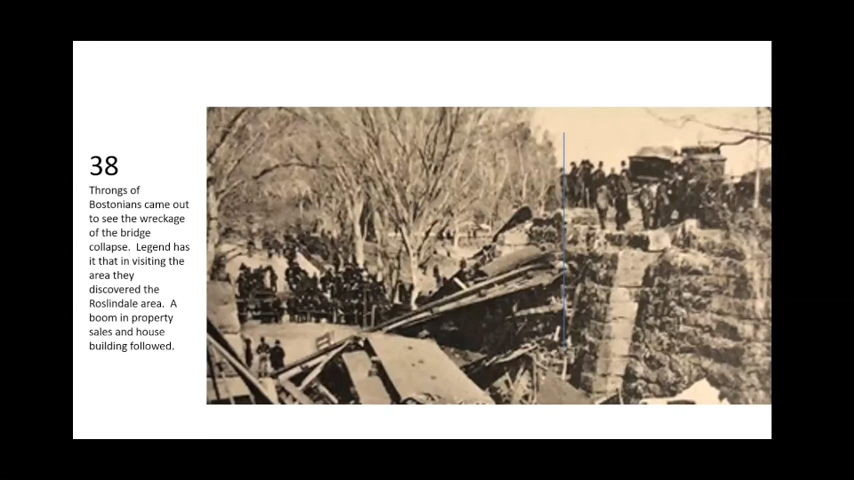 38
Throngs of
Bostonians came out
to see the wreckage
of the bridge
collapse. Legend has
it that in visiting the
area they
discovered the
Roslindale area. A
boom in property
sales and house
building followed.